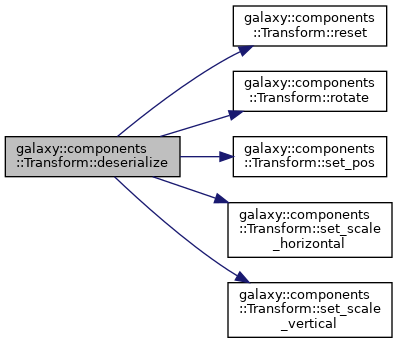 galaxy::components
::Transform::reset
galaxy::components
::Transform::rotate
galaxy::components
::Transform::deserialize
galaxy::components
::Transform::set_pos
galaxy::components
::Transform::set_scale
_horizontal
galaxy::components
::Transform::set_scale
_vertical